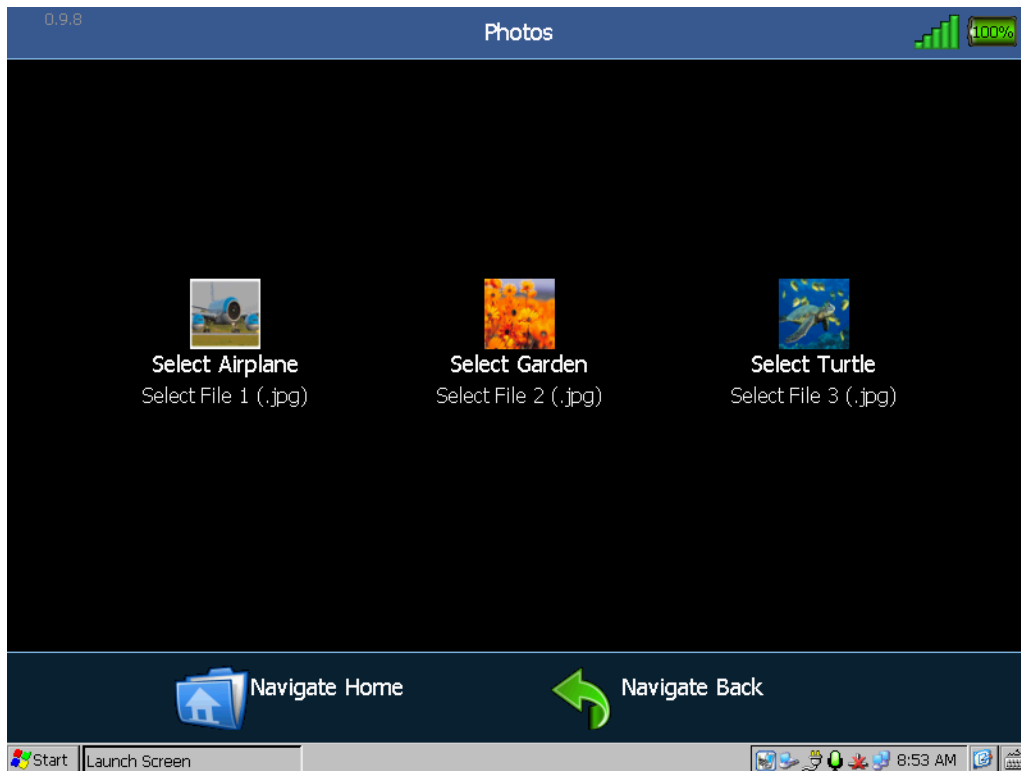 0.9.8
Photos
100%
Select Airplane
Select File 1 (.jpg)
Select Garden
Select File 2 (.jpg)
Select Turtle
Select File 3 (.jpg)
Navigate Home
Navigate Back
Start
Launch Screen
8:53 AM